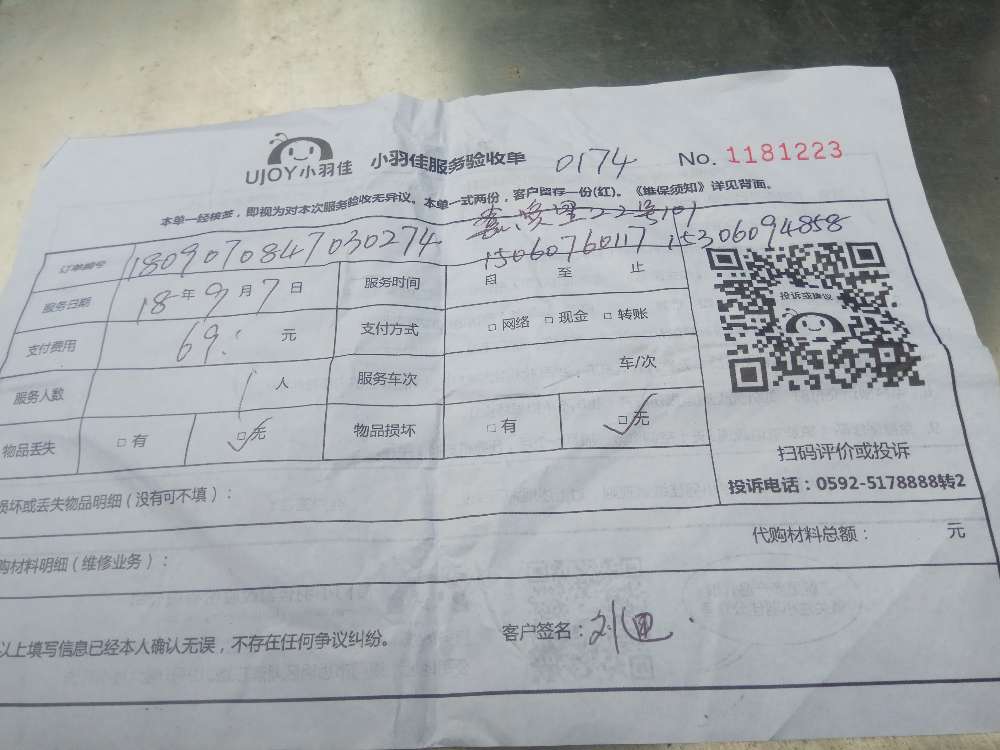 UJOY小羽佳 小羽佳服务验收单 0174 No. 1181223
本单一经核签，即视为对本次服务验收无异议。本单一式两份，客户留存一份(红)。《维保须知》详见背面。
22号101
订单编号 1809070847030274 15060760117 15306094858
服务日期 18年9月7日 服务时间 自 至 止
投诉或建议
支付费用 69. 元 支付方式 □网络 □现金 □转账
服务人数 1 人 服务车次 车/次
物品丢失 □有 □无 ✓ 物品损坏 □有 □无 ✓
扫码评价或投诉
投诉电话：0592-5178888转2
损坏或丢失物品明细（没有可不填）：
代购材料总额： 元
购材料明细（维修业务）：
以上填写信息已经本人确认无误，不存在任何争议纠纷。
客户签名：刘